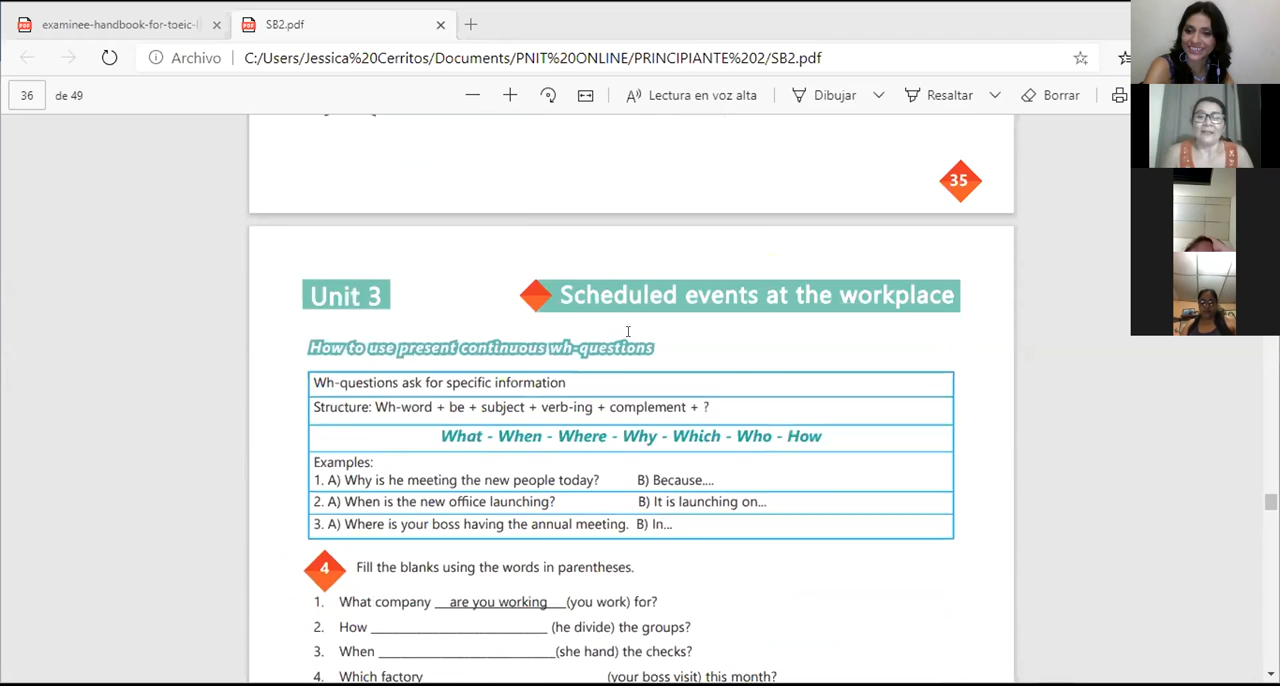 examinee-handbook-for-toeic-l
SB2.pdf
Archivo
C:/Users/Jessica%20Cerritos/Documents/PNIT%20ONLINE/PRINCIPIANTE%202/SB2.pdf
36 de 49
Lectura en voz alta
Dibujar
Resaltar
Borrar
35
Unit 3
Scheduled events at the workplace
How to use present continuous wh-questions
Wh-questions ask for specific information
Structure: Wh-word + be + subject + verb-ing + complement + ?
What - When - Where - Why - Which - Who - How
Examples:
1. A) Why is he meeting the new people today? B) Because....
2. A) When is the new office launching? B) It is launching on...
3. A) Where is your boss having the annual meeting. B) In...
4 Fill the blanks using the words in parentheses.
1. What company __are you working___(you work) for?
2. How ________________________ (he divide) the groups?
3. When ________________________(she hand) the checks?
4. Which factory ________________________ (your boss visit) this month?